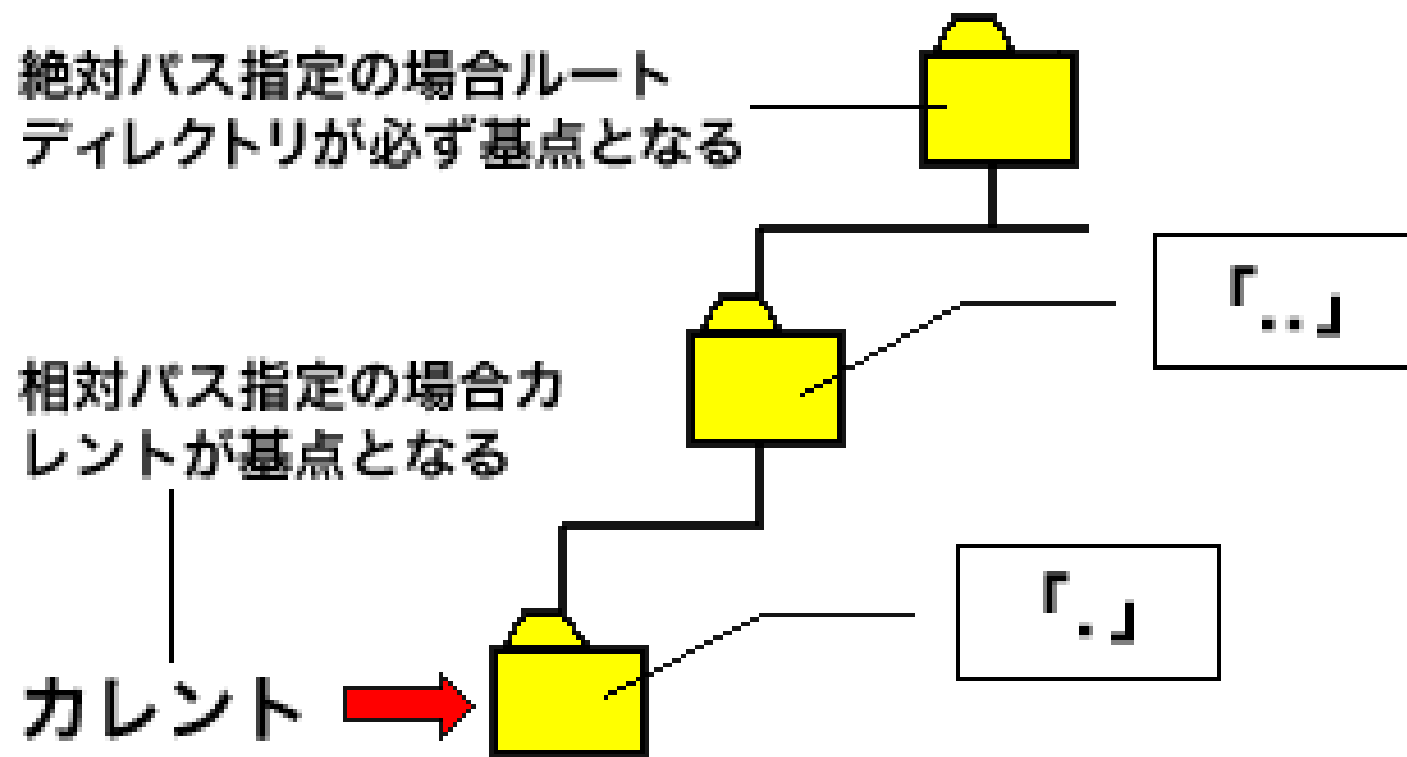 絶対パス指定の場合ルート
ディレクトリが必ず基点となる
「..」
相対パス指定の場合カ
レントが基点となる
「.」
カレント